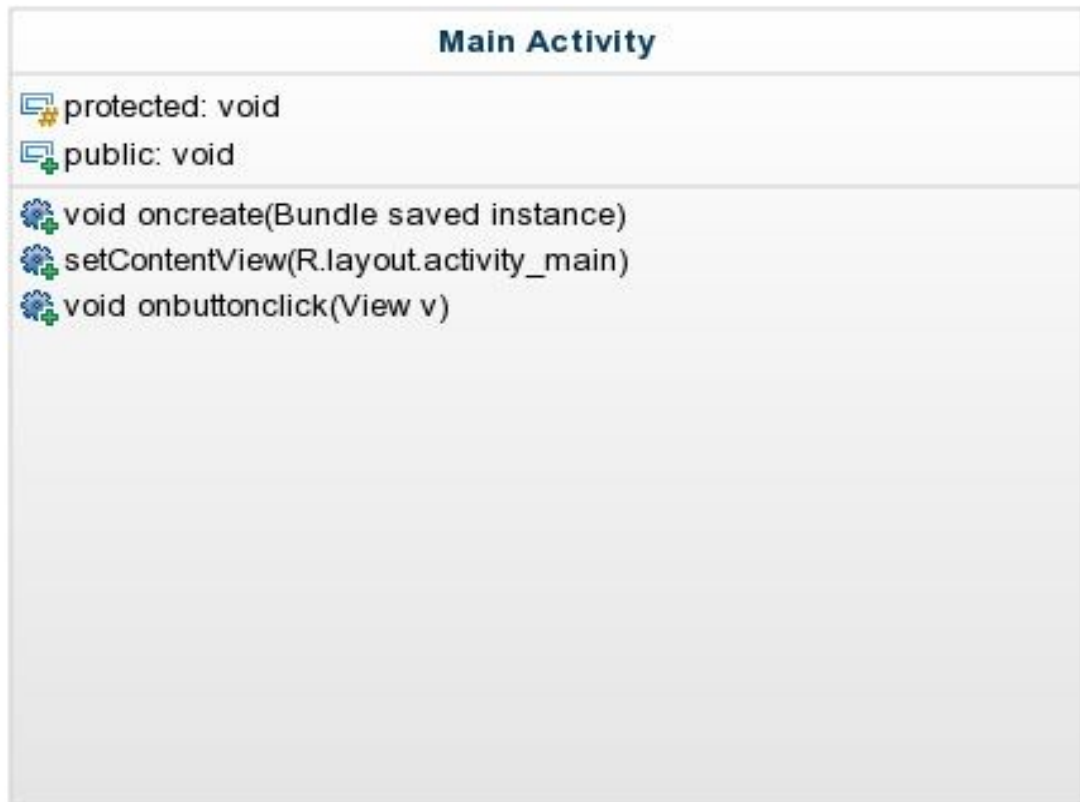 Main Activity
protected: void
public: void
void oncreate(Bundle saved instance)
setContentView(R.layout.activity_main)
void onbuttonclick(View v)